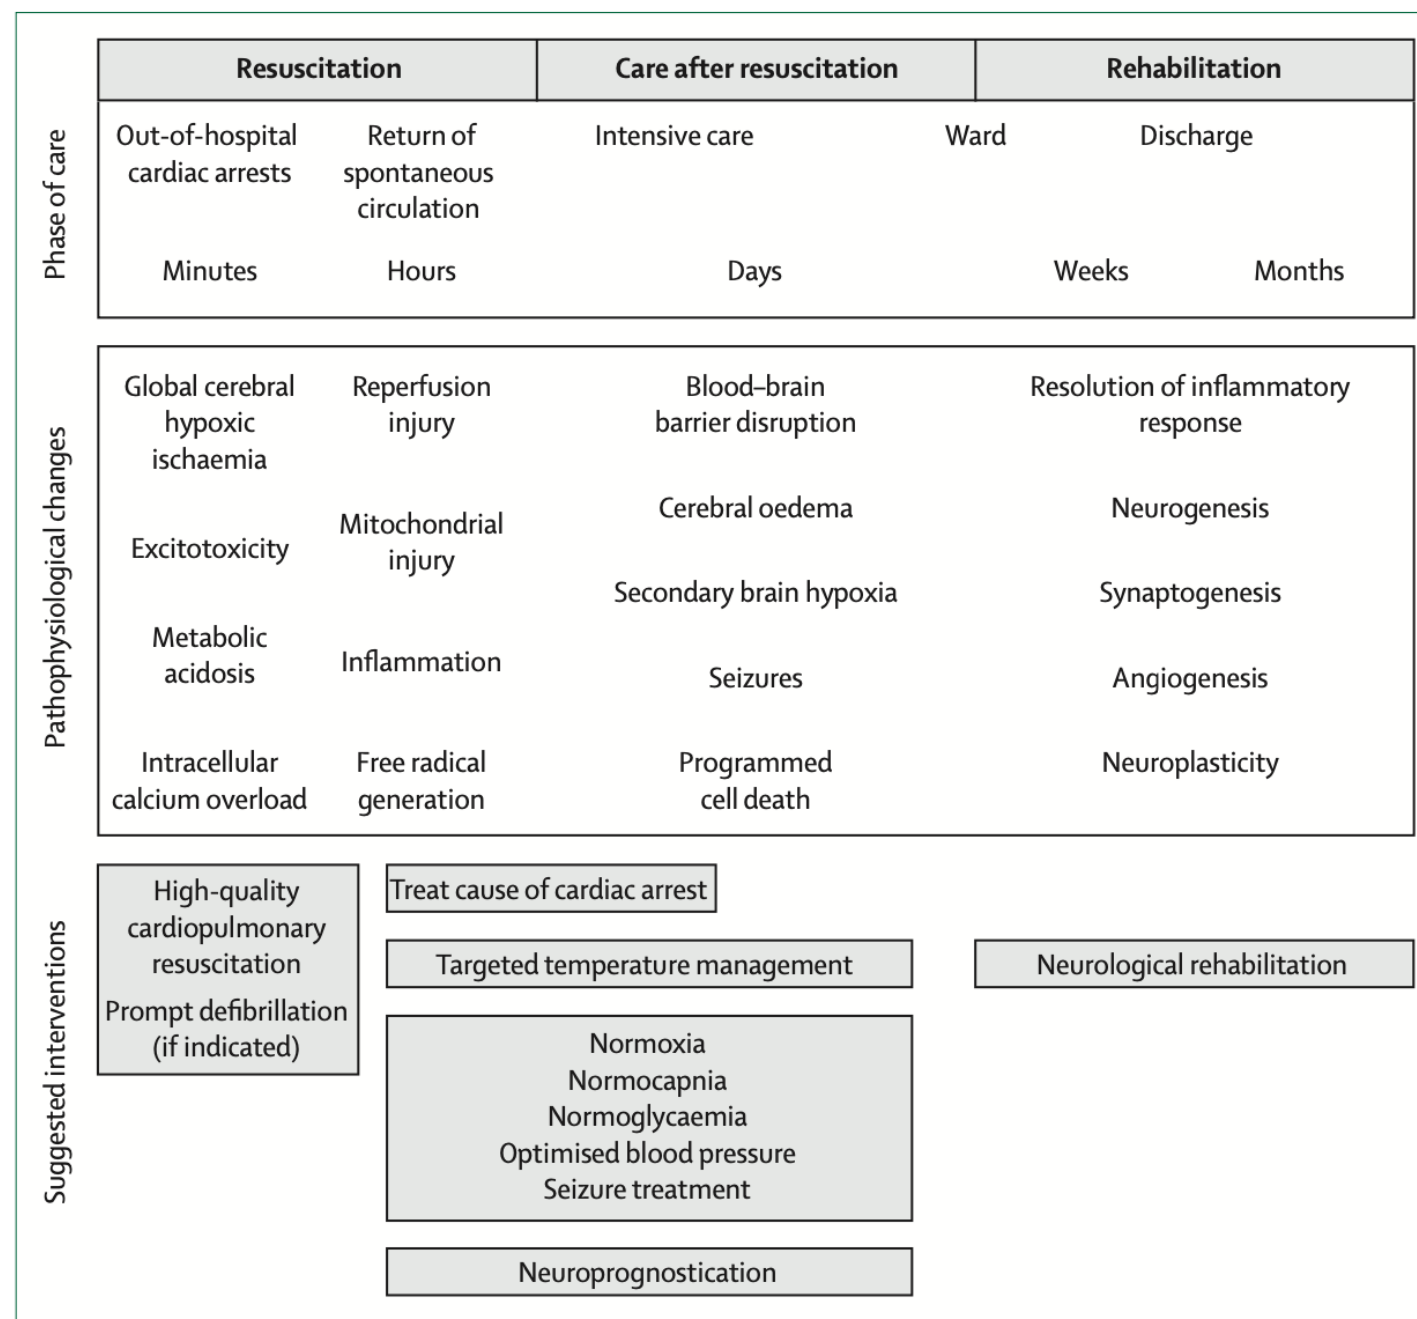 Resuscitation
Care after resuscitation
Rehabilitation
Phase of care
Out-of-hospital
cardiac arrests
Return of
spontaneous
circulation
Intensive care
Ward
Discharge
Minutes
Hours
Days
Weeks
Months
Pathophysiological changes
Global cerebral
hypoxic
ischaemia
Excitotoxicity
Metabolic
acidosis
Intracellular
calcium overload
Reperfusion
injury
Mitochondrial
injury
Inflammation
Free radical
generation
Blood–brain
barrier disruption
Cerebral oedema
Secondary brain hypoxia
Seizures
Programmed
cell death
Resolution of inflammatory
response
Neurogenesis
Synaptogenesis
Angiogenesis
Neuroplasticity
Suggested interventions
High-quality
cardiopulmonary
resuscitation
Prompt defibrillation
(if indicated)
Treat cause of cardiac arrest
Targeted temperature management
Normoxia
Normocapnia
Normoglycaemia
Optimised blood pressure
Seizure treatment
Neuroprognostication
Neurological rehabilitation